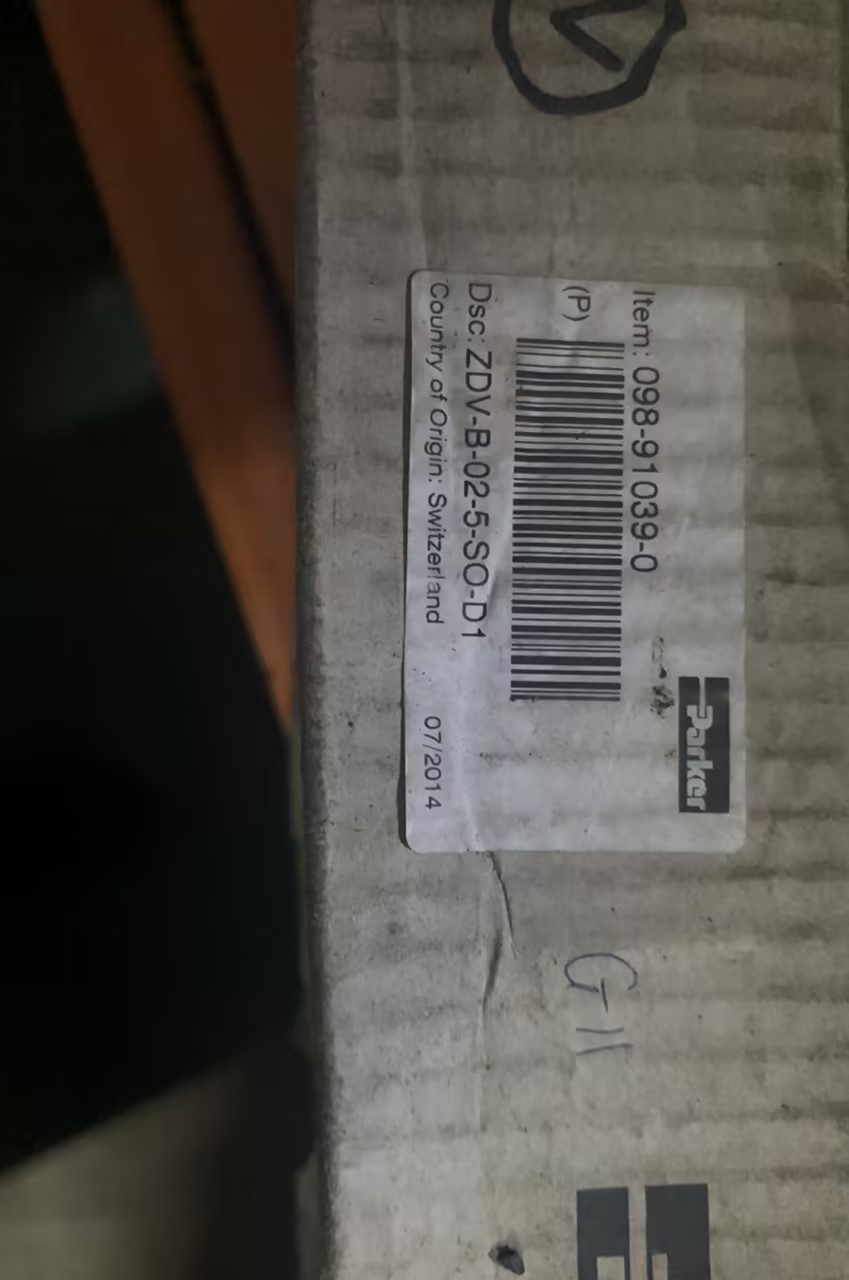 Parker
Item: 098-91039-0
(P)
Dsc: ZDV-B-02-5-SO-D1
Country of Origin: Switzerland 07/2014
G11